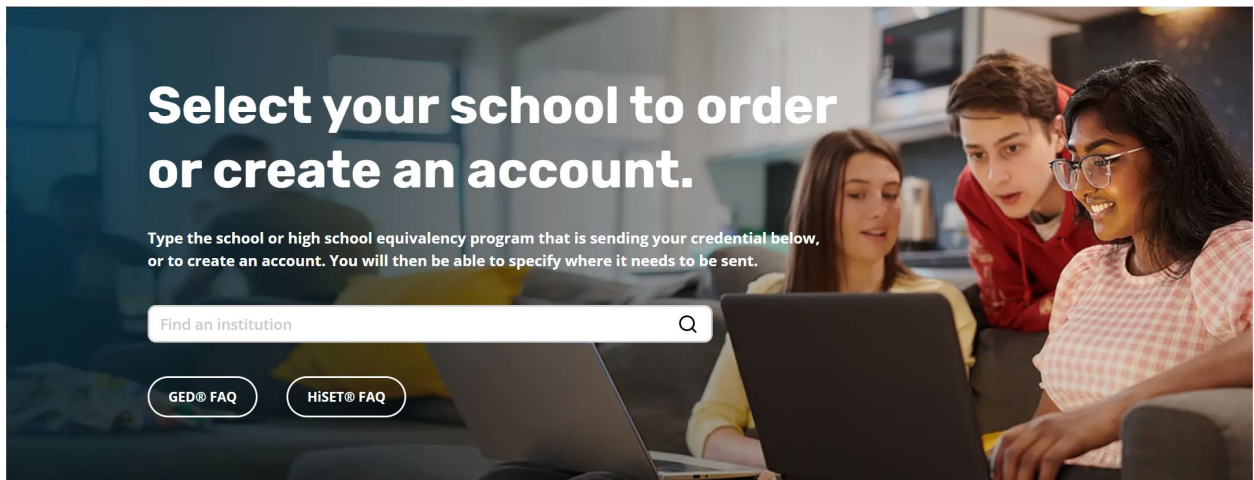 Select your school to order
or create an account.
Type the school or high school equivalency program that is sending your credential below,
or to create an account. You will then be able to specify where it needs to be sent.
Find an institution
GED® FAQ
HiSET® FAQ